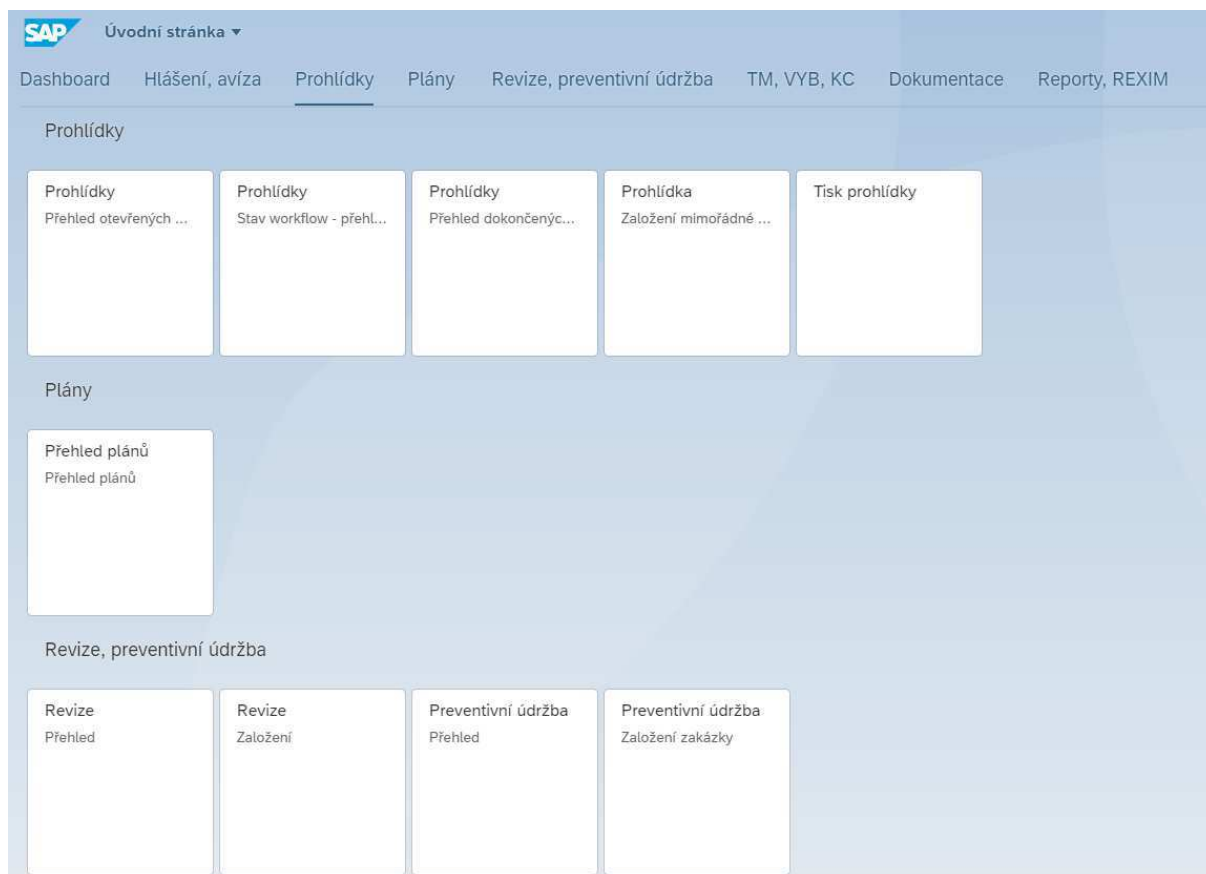 SAP Úvodní stránka
Dashboard Hlášení, avíza Prohlídky Plány Revize, preventivní údržba TM, VYB, KC Dokumentace Reporty, REXIM
Prohlídky
Prohlídky
Přehled otevřených ...
Prohlídky
Stav workflow - přehl...
Prohlídky
Přehled dokončenýc...
Prohlídka
Založení mimořádné ...
Tisk prohlídky
Plány
Přehled plánů
Přehled plánů
Revize, preventivní údržba
Revize
Přehled
Revize
Založení
Preventivní údržba
Přehled
Preventivní údržba
Založení zakázky